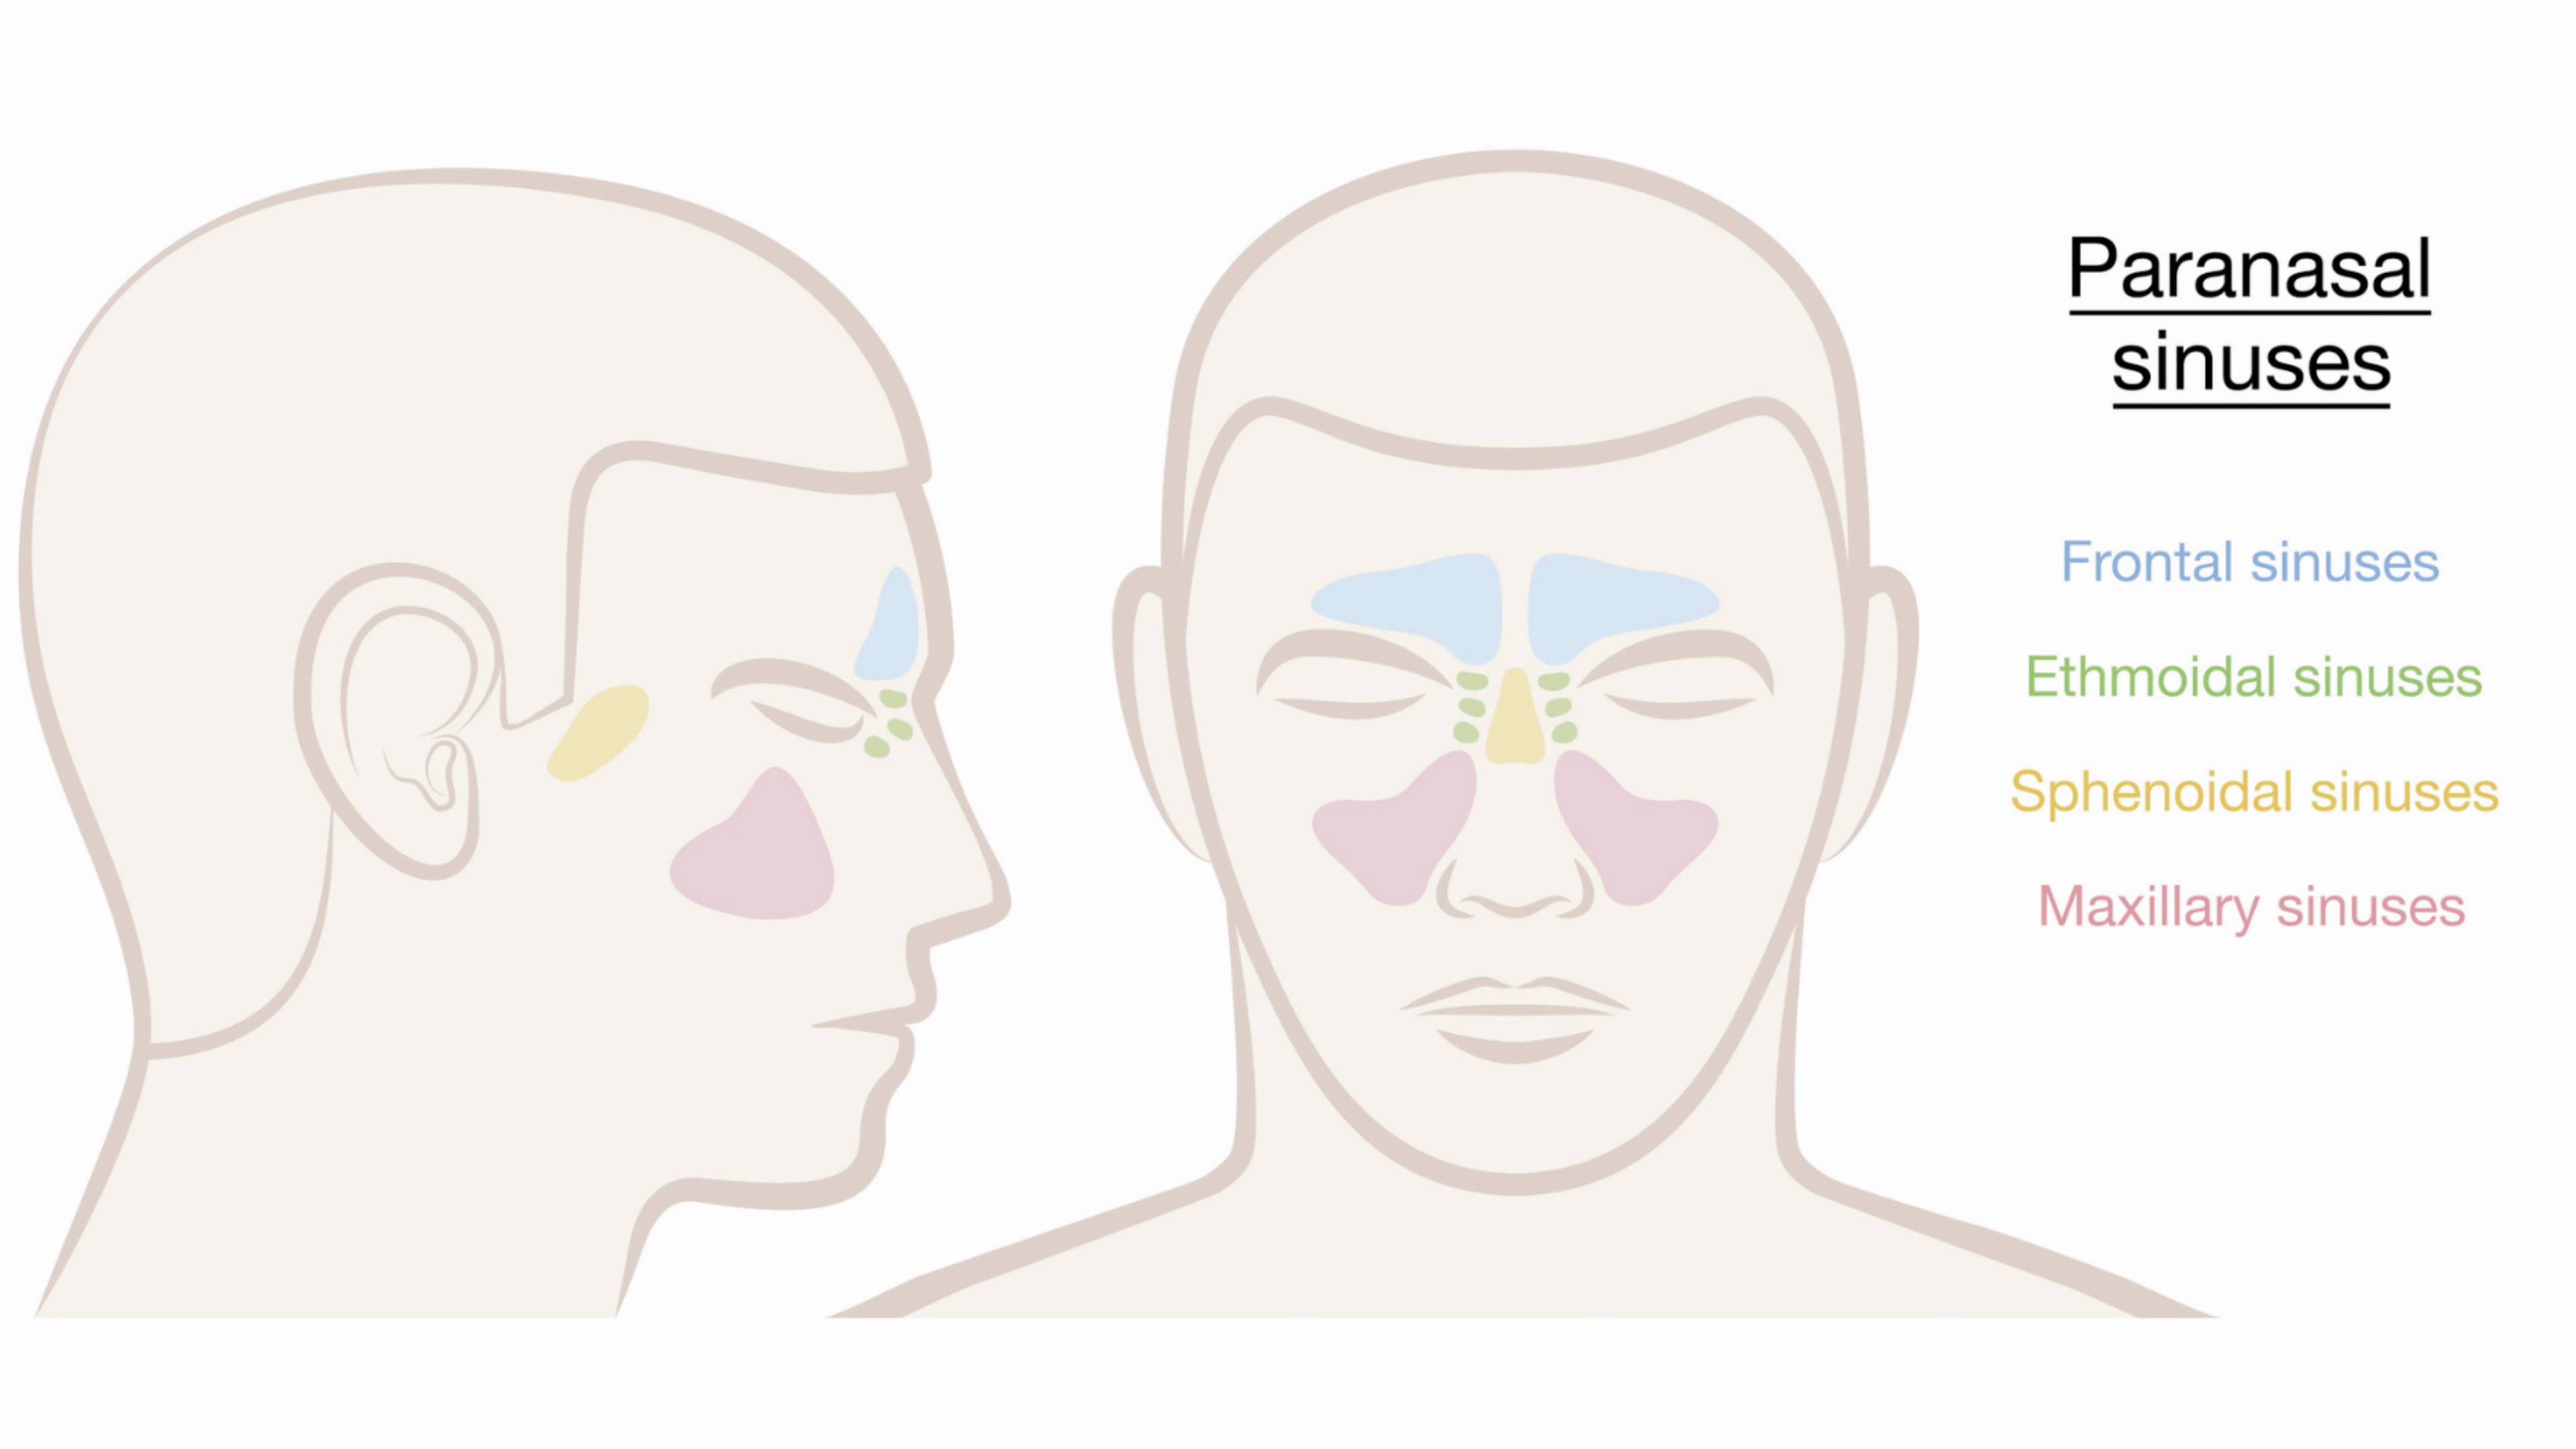 Paranasal
sinuses
Frontal sinuses
Ethmoidal sinuses
Sphenoidal sinuses
Maxillary sinuses